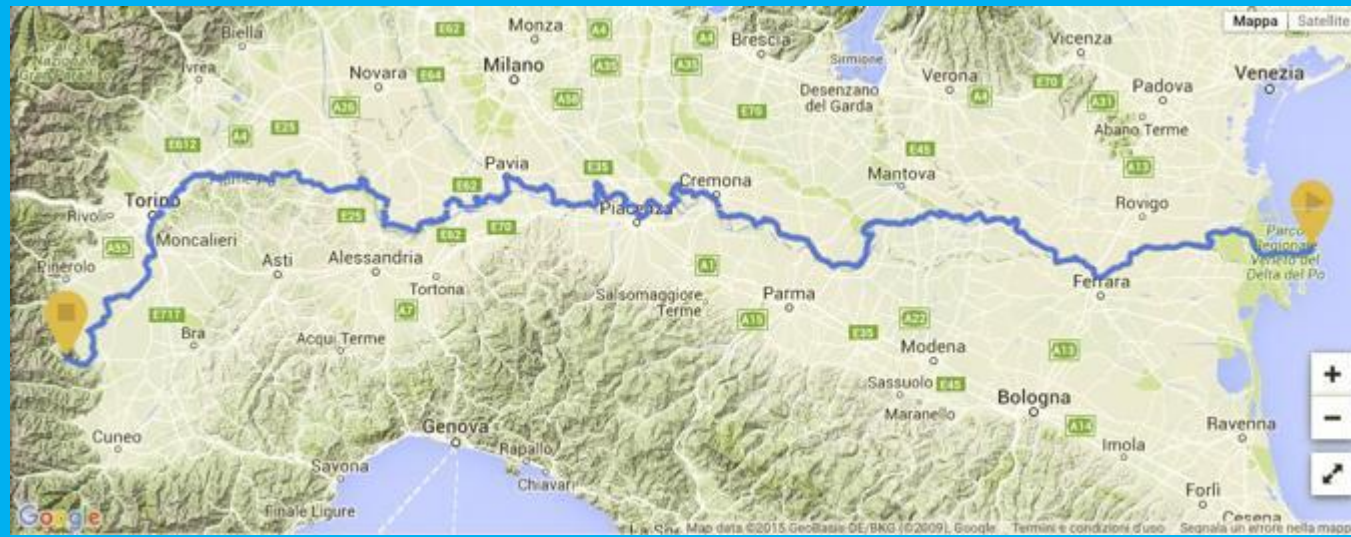 Mappa
Satellite
Biella
E62
Monza
A4
A4
Brescia
Vicenza
Ivrea
Novara
E64
Milano
A35
A35
Sirmione
Verona
E70
Venezia
Desenzano
del Garda
A4
Padova
A26
A50
E70
A31
Abano Terme
E612
A4
E25
A13
Pavia
E35
E45
Torino
E62
Cremona
Mantova
Rovigo
Rivoli
E25
Piacenza
A55
Moncalieri
E70
Parco
Regionale
Veneto del
Delta del Po
Pinerolo
Asti
Alessandria
E62
A1
Ferrara
Tortona
Salsomaggiore
Terme
Parma
E717
Bra
A7
A15
E35
A22
Acqui Terme
Modena
A13
Sassuolo
E45
Maranello
Bologna
Cuneo
Genova
A14
Ravenna
Rapallo
Imola
Savona
Chiavari
Forlì
Finale Ligure
Cesena
Google
Map data ©2015 GeoBasis-DE/BKG (©2009), Google
Termini e condizioni d'uso
Segnala un errore nella mappa